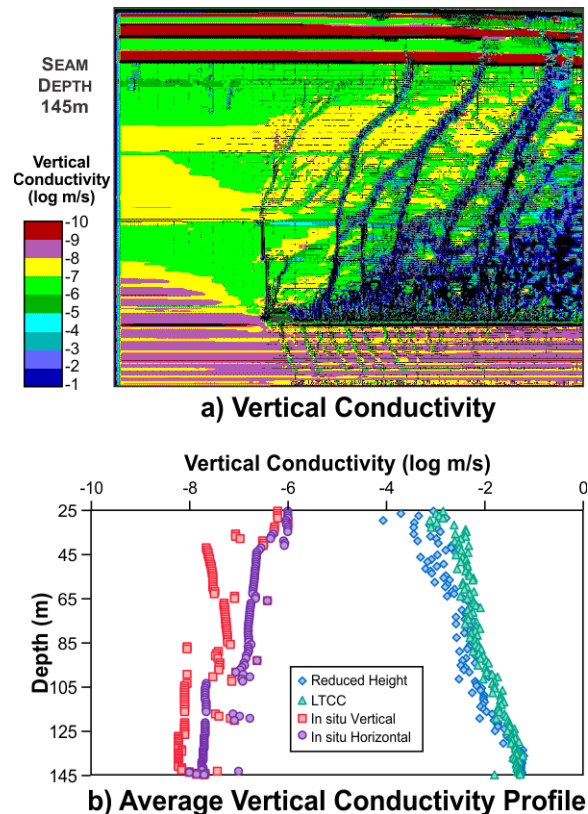 SEAM
DEPTH
145m
Vertical
Conductivity
(log m/s)
-10
-9
-8
-7
-6
-5
-4
-3
-2
-1
a) Vertical Conductivity
Vertical Conductivity (log m/s)
-10 -8 -6 -4 -2 0
25
45
65
85
105
125
145
Depth (m)
Reduced Height
LTCC
In situ Vertical
In situ Horizontal
b) Average Vertical Conductivity Profile